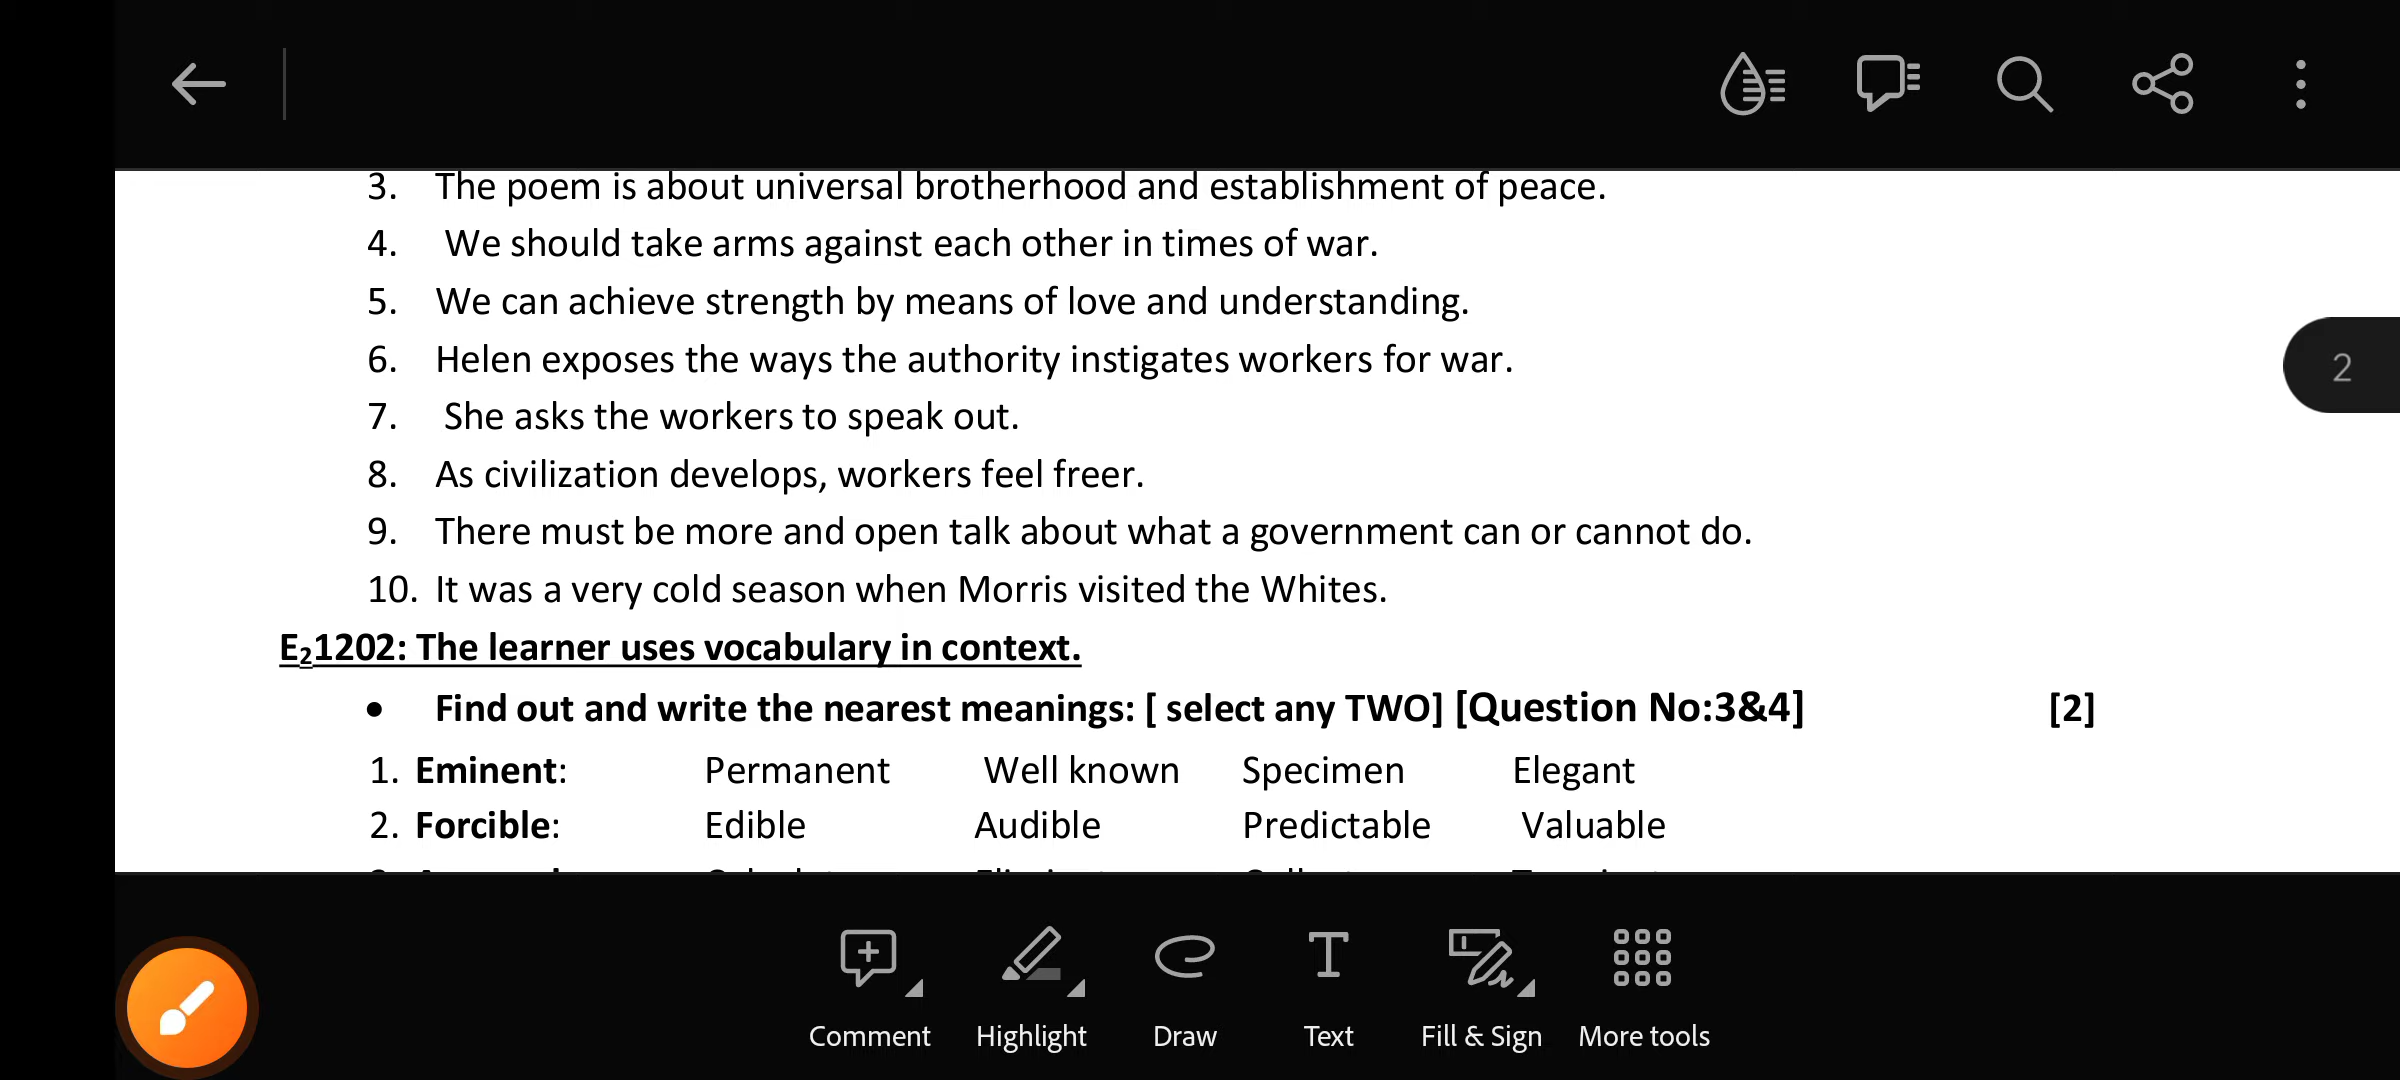 3. The poem is about universal brotherhood and establishment of peace.
4. We should take arms against each other in times of war.
5. We can achieve strength by means of love and understanding.
6. Helen exposes the ways the authority instigates workers for war.
7. She asks the workers to speak out.
8. As civilization develops, workers feel freer.
9. There must be more and open talk about what a government can or cannot do.
10. It was a very cold season when Morris visited the Whites.
E₂1202: The learner uses vocabulary in context.
• Find out and write the nearest meanings: [ select any TWO] [Question No:3&4] [2]
1. Eminent: Permanent Well known Specimen Elegant
2. Forcible: Edible Audible Predictable Valuable
2
Comment Highlight Draw Text Fill & Sign More tools